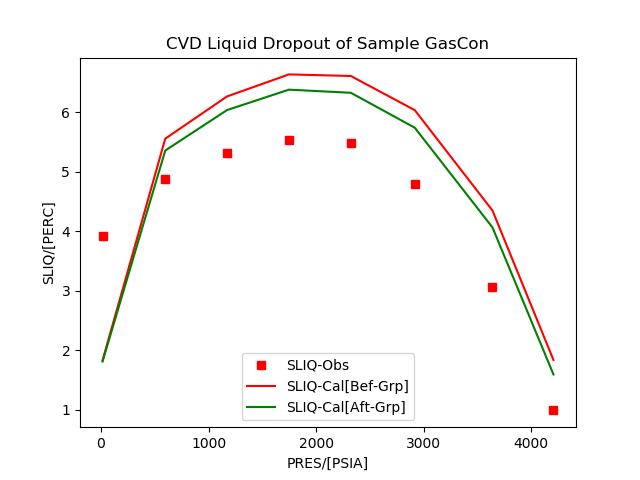 CVD Liquid Dropout of Sample GasCon
SLIQ/[PERC]
6
5
4
3
2
1
SLIQ-Obs
SLIQ-Cal[Bef-Grp]
SLIQ-Cal[Aft-Grp]
0 1000 2000 3000 4000
PRES/[PSIA]